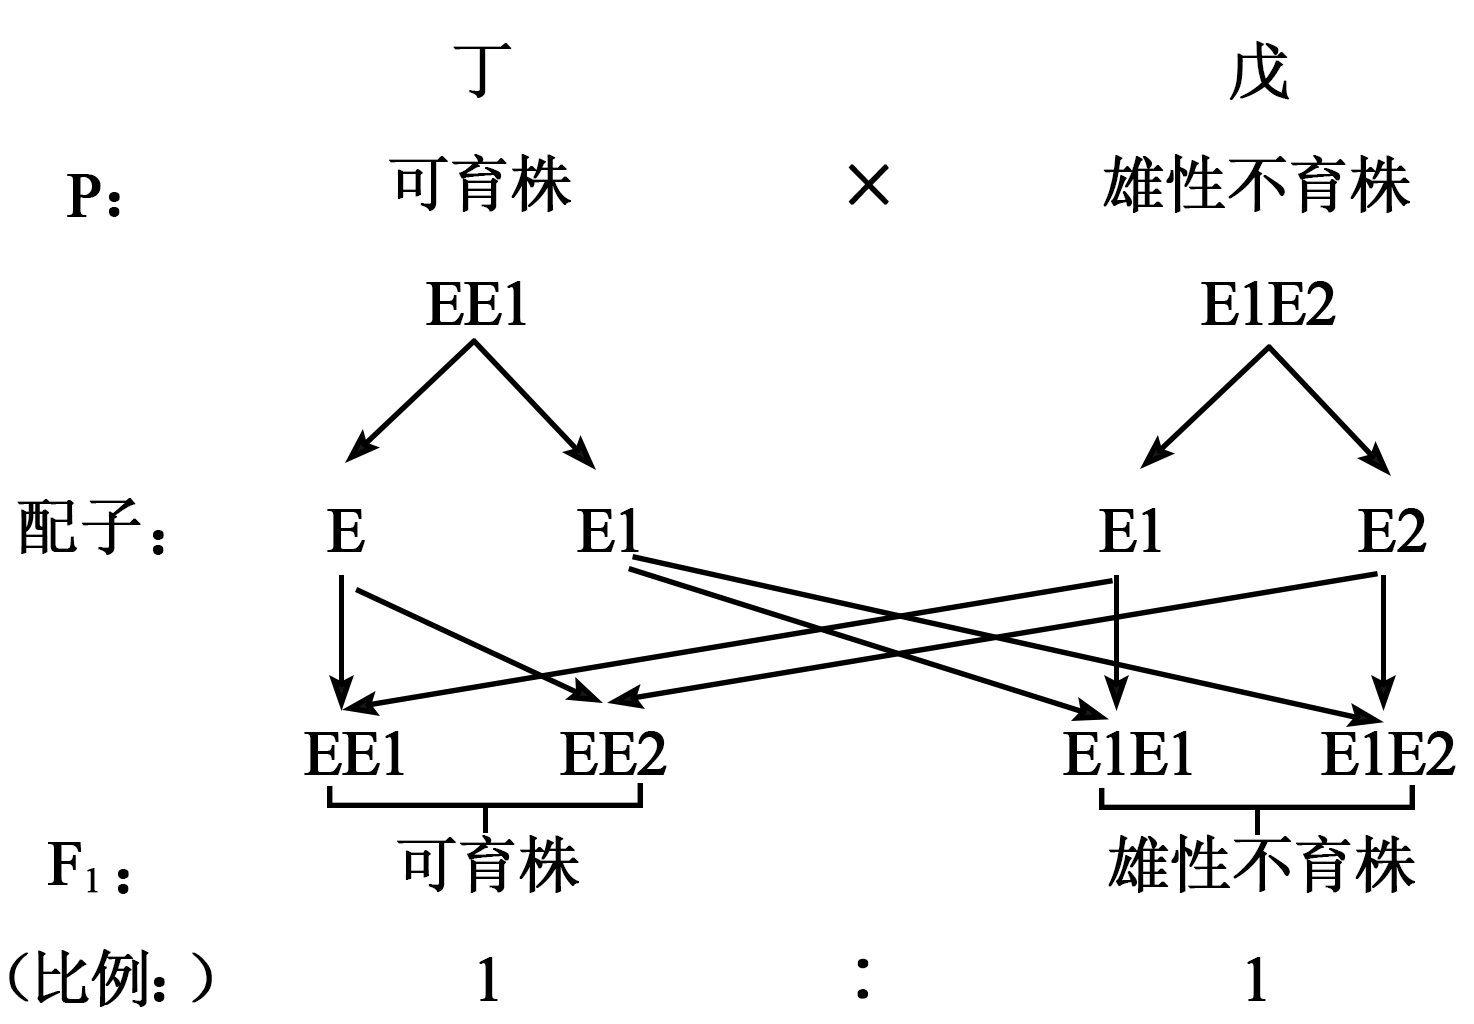 丁 戊
P： 可育株 × 雄性不育株
EE1 E1E2
配子： E E1 E1 E2
EE1 EE2 E1E1 E1E2
F₁： 可育株 雄性不育株
（比例：） 1 ： 1